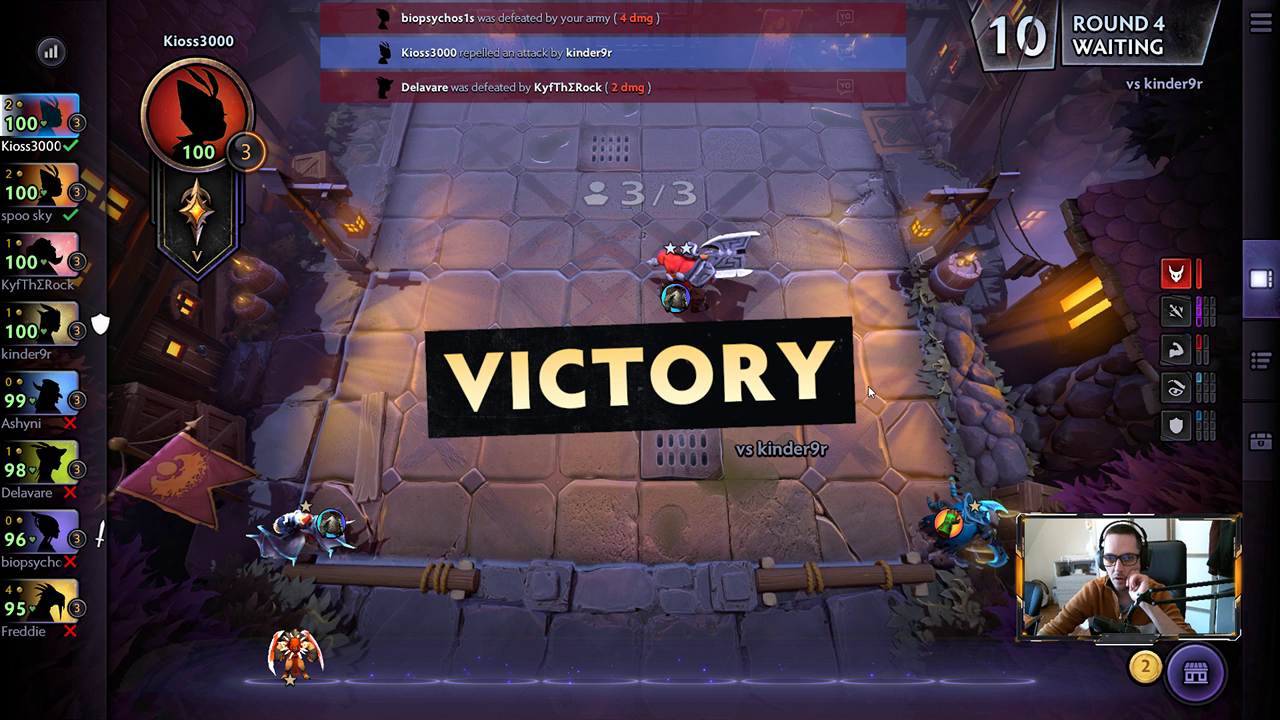 biopsychos1s was defeated by your army ( 4 dmg )
Kioss3000 repelled an attack by kinder9r
Delavare was defeated by KyfThΣRock ( 2 dmg )
YO
YO
10
ROUND 4
WAITING
vs kinder9r
Kioss3000
100
3
V
3/3
VICTORY
vs kinder9r
2
100
3
Kioss3000
2
100
3
spoo sky
1
100
3
KyfThΣRock
1
100
3
kinder9r
0
99
3
Ashyni
1
98
3
Delavare
0
96
3
biopsycho
4
95
3
Freddie
2